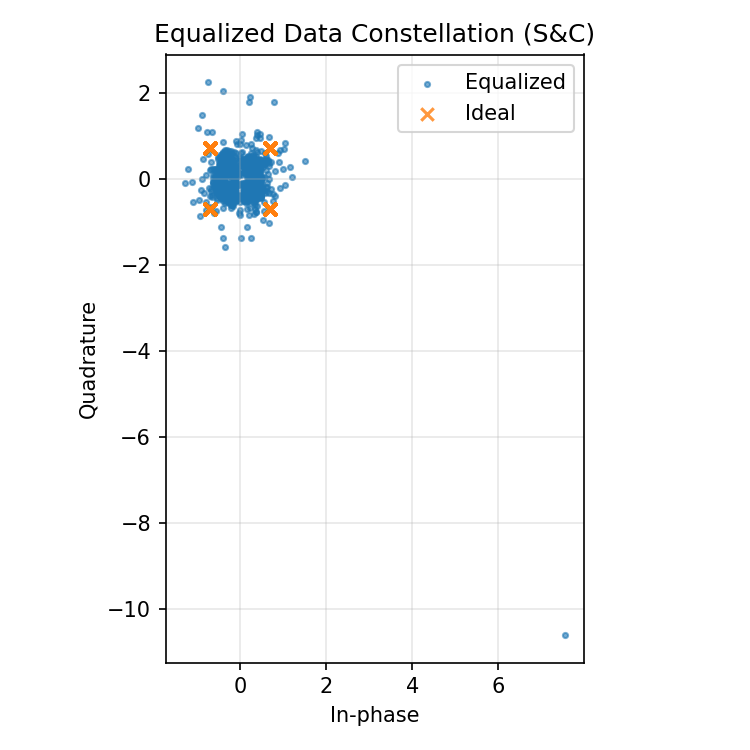 Equalized Data Constellation (S&C)
Equalized
Ideal
2
0
−2
−4
−6
−8
−10
Quadrature
0 2 4 6
In-phase